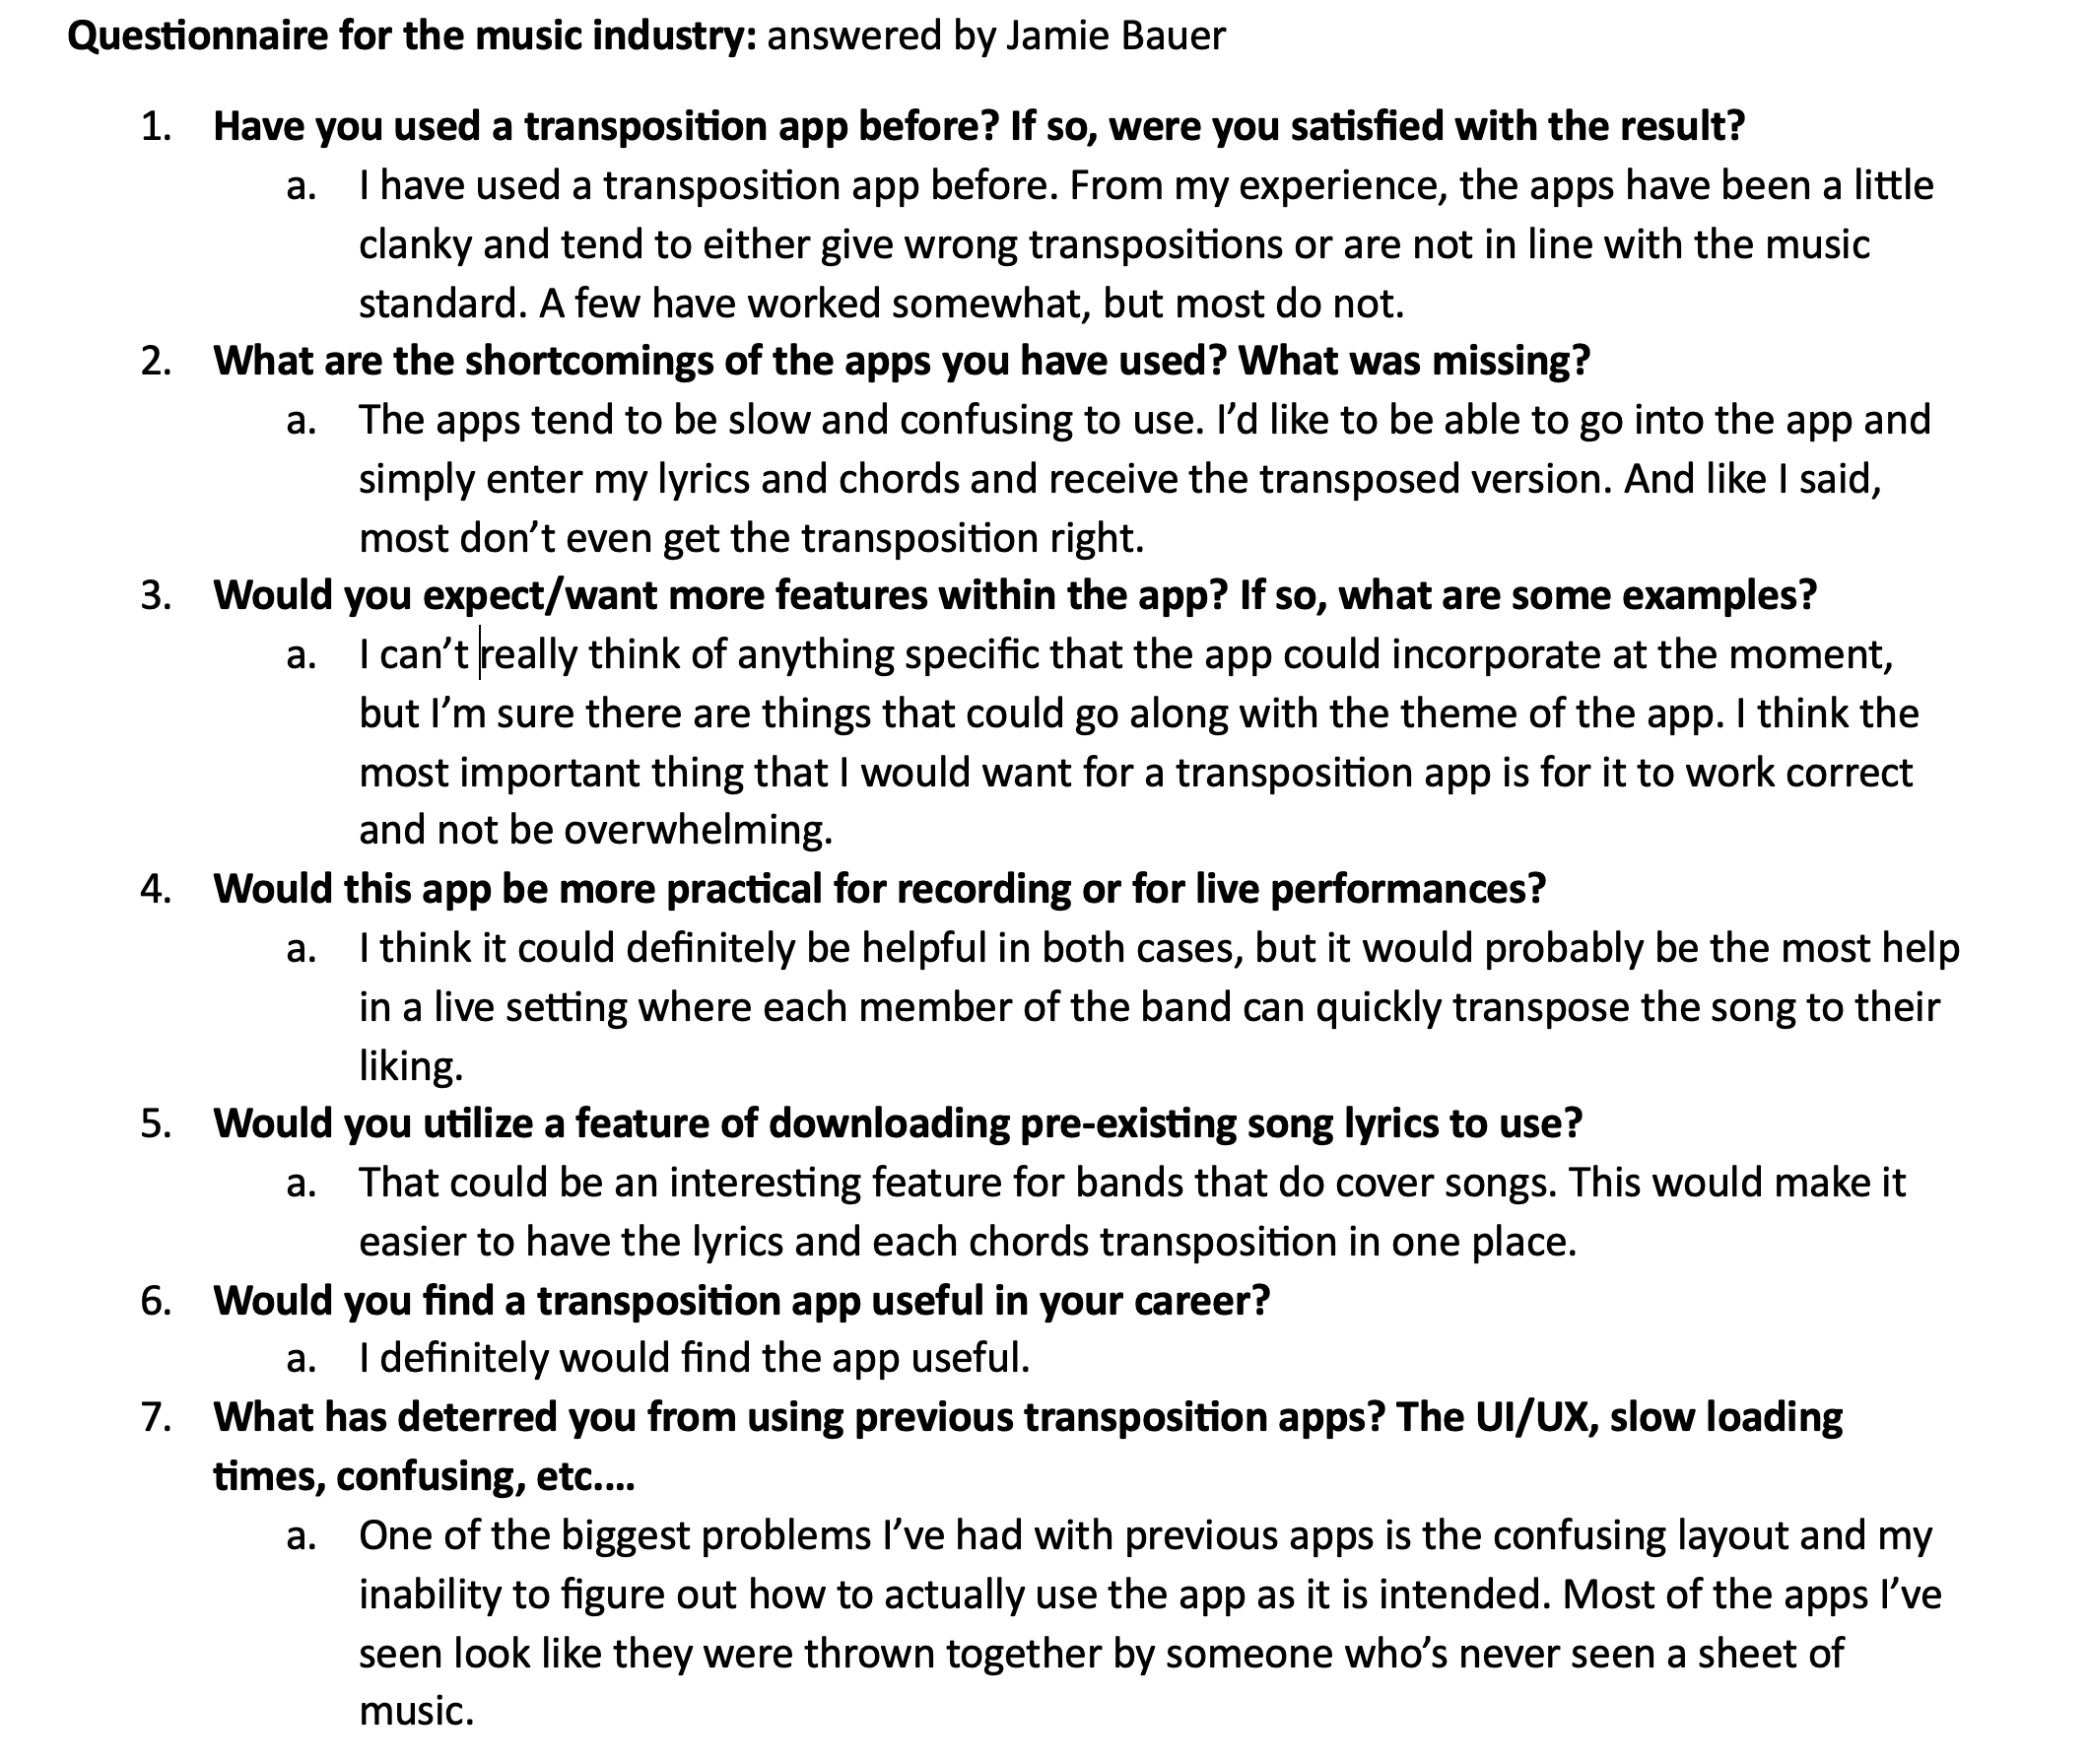 Questionnaire for the music industry: answered by Jamie Bauer
1. Have you used a transposition app before? If so, were you satisfied with the result?
a. I have used a transposition app before. From my experience, the apps have been a little
clanky and tend to either give wrong transpositions or are not in line with the music
standard. A few have worked somewhat, but most do not.
2. What are the shortcomings of the apps you have used? What was missing?
a. The apps tend to be slow and confusing to use. I’d like to be able to go into the app and
simply enter my lyrics and chords and receive the transposed version. And like I said,
most don’t even get the transposition right.
3. Would you expect/want more features within the app? If so, what are some examples?
a. I can’t really think of anything specific that the app could incorporate at the moment,
but I’m sure there are things that could go along with the theme of the app. I think the
most important thing that I would want for a transposition app is for it to work correct
and not be overwhelming.
4. Would this app be more practical for recording or for live performances?
a. I think it could definitely be helpful in both cases, but it would probably be the most help
in a live setting where each member of the band can quickly transpose the song to their
liking.
5. Would you utilize a feature of downloading pre-existing song lyrics to use?
a. That could be an interesting feature for bands that do cover songs. This would make it
easier to have the lyrics and each chords transposition in one place.
6. Would you find a transposition app useful in your career?
a. I definitely would find the app useful.
7. What has deterred you from using previous transposition apps? The UI/UX, slow loading
times, confusing, etc....
a. One of the biggest problems I’ve had with previous apps is the confusing layout and my
inability to figure out how to actually use the app as it is intended. Most of the apps I’ve
seen look like they were thrown together by someone who’s never seen a sheet of
music.